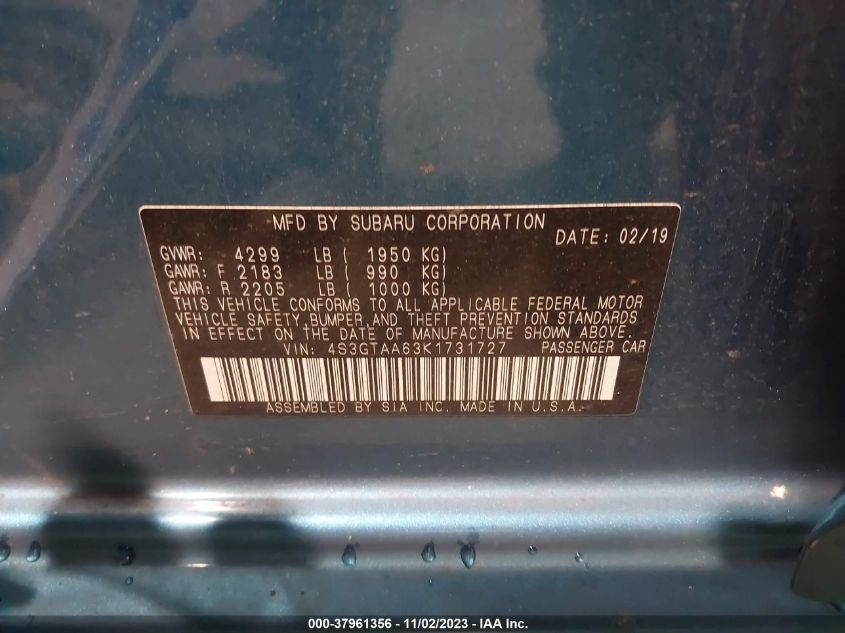 MFD BY SUBARU CORPORATION
DATE: 02/19
GVWR: 4299 LB ( 1950 KG)
GAWR: F 2183 LB ( 990 KG)
GAWR: R 2205 LB ( 1000 KG)
THIS VEHICLE CONFORMS TO ALL APPLICABLE FEDERAL MOTOR
VEHICLE SAFETY, BUMPER, AND THEFT PREVENTION STANDARDS
IN EFFECT ON THE DATE OF MANUFACTURE SHOWN ABOVE.
VIN: 4S3GTAA63K1731727 PASSENGER CAR
ASSEMBLED BY SIA INC. MADE IN U.S.A.
000-37961356 - 11/02/2023 - IAA Inc.